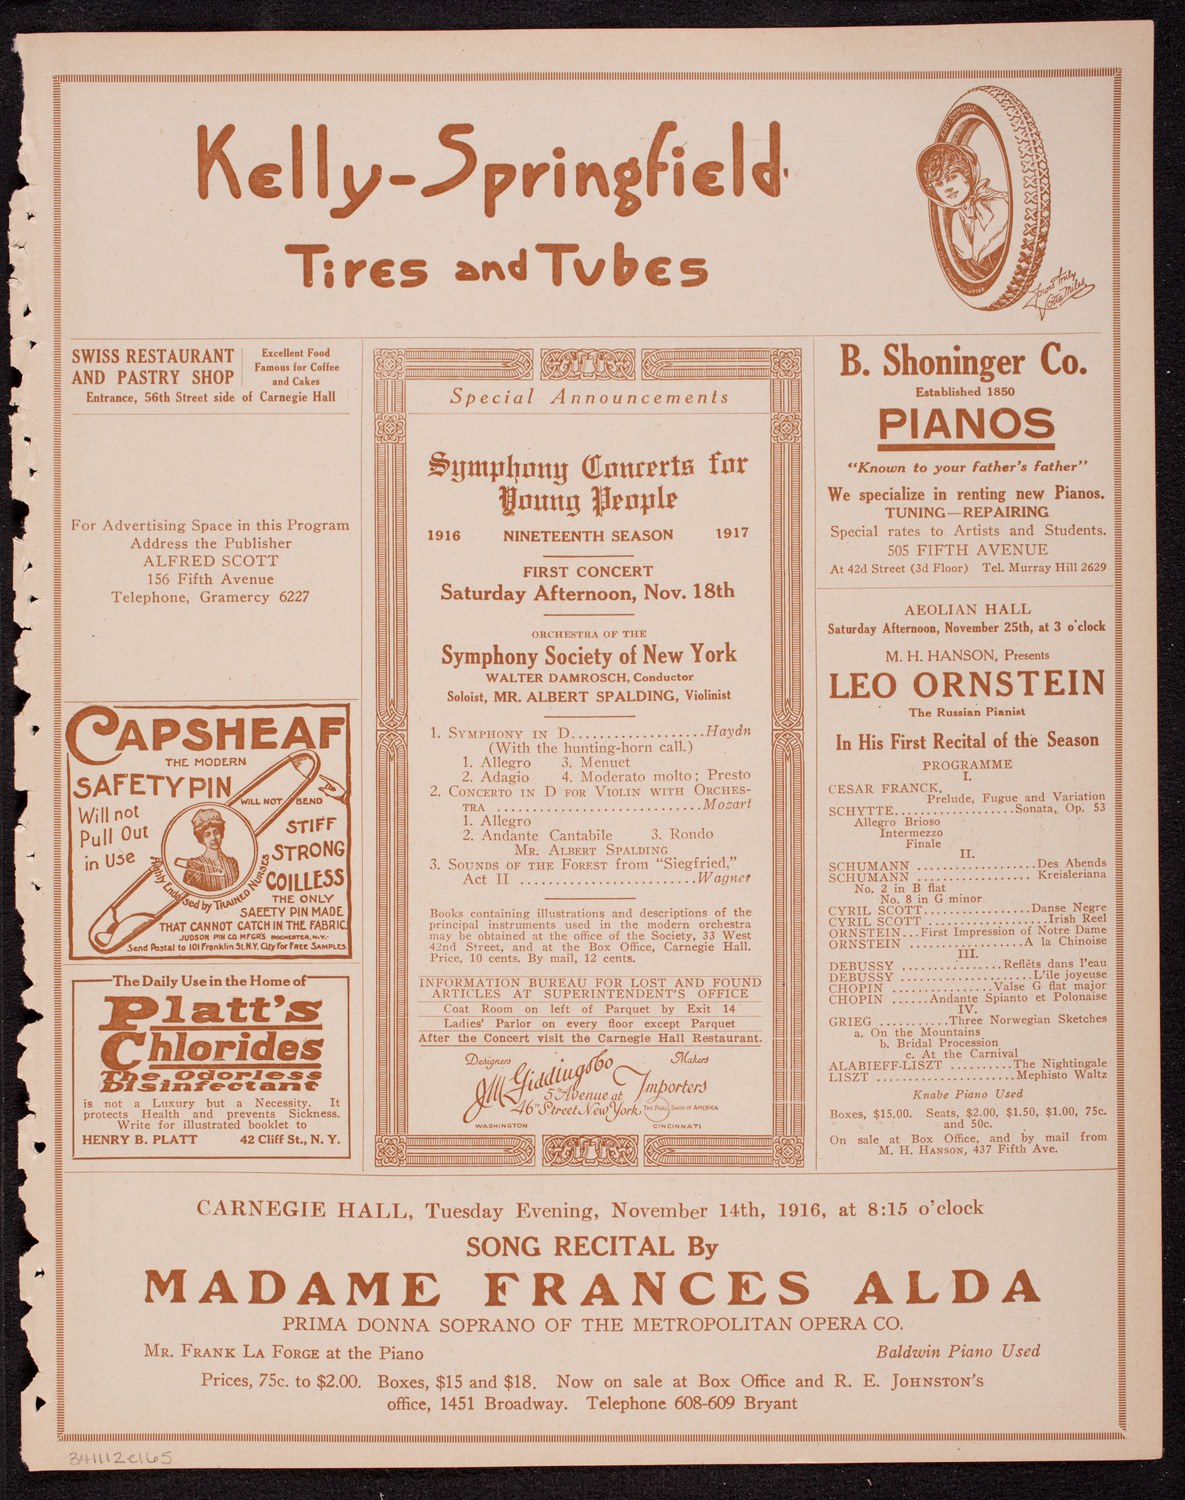 Kelly-Springfield
Tires and Tubes
Yours truly
Lotta Miles
SWISS RESTAURANT
AND PASTRY SHOP
Excellent Food
Famous for Coffee
and Cakes
Entrance, 56th Street side of Carnegie Hall
For Advertising Space in this Program
Address the Publisher
ALFRED SCOTT
156 Fifth Avenue
Telephone, Gramercy 6227
CAPSHEAF
THE MODERN
SAFETY PIN
WILL NOT BEND
Will not
Pull Out
in Use
STIFF
STRONG
COILLESS
Highly Endorsed by TRAINED NURSES
THE ONLY
SAFETY PIN MADE
THAT CANNOT CATCH IN THE FABRIC.
JUDSON PIN CO. MFGRS ROCHESTER, N.Y.
Send Postal to 101 Franklin St. N.Y. City for FREE SAMPLES.
The Daily Use in the Home of
Platt's
Chlorides
The Odorless
Disinfectant
is not a Luxury but a Necessity. It
protects Health and prevents Sickness.
Write for illustrated booklet to
HENRY B. PLATT 42 Cliff St., N. Y.
Special Announcements
Symphony Concerts for
Young People
1916 NINETEENTH SEASON 1917
FIRST CONCERT
Saturday Afternoon, Nov. 18th
ORCHESTRA OF THE
Symphony Society of New York
WALTER DAMROSCH, Conductor
Soloist, MR. ALBERT SPALDING, Violinist
1. SYMPHONY IN D..................Haydn
(With the hunting-horn call.)
1. Allegro 3. Menuet
2. Adagio 4. Moderato molto; Presto
2. CONCERTO IN D FOR VIOLIN WITH ORCHES-
TRA ............................Mozart
1. Allegro
2. Andante Cantabile 3. Rondo
MR. ALBERT SPALDING
3. SOUNDS OF THE FOREST from "Siegfried,"
Act II ........................Wagner
Books containing illustrations and descriptions of the
principal instruments used in the modern orchestra
may be obtained at the office of the Society, 33 West
42nd Street, and at the Box Office, Carnegie Hall.
Price, 10 cents. By mail, 12 cents.
INFORMATION BUREAU FOR LOST AND FOUND
ARTICLES AT SUPERINTENDENT'S OFFICE
Coat Room on left of Parquet by Exit 14
Ladies' Parlor on every floor except Parquet
After the Concert visit the Carnegie Hall Restaurant.
Designers Makers
JM Giddings & Co
Importers
5th Avenue at
46th Street New York
THE PARIS SHOP OF AMERICA
WASHINGTON CINCINNATI
B. Shoninger Co.
Established 1850
PIANOS
"Known to your father's father"
We specialize in renting new Pianos.
TUNING—REPAIRING
Special rates to Artists and Students.
505 FIFTH AVENUE
At 42d Street (3d Floor) Tel. Murray Hill 2629
AEOLIAN HALL
Saturday Afternoon, November 25th, at 3 o'clock
M. H. HANSON, Presents
LEO ORNSTEIN
The Russian Pianist
In His First Recital of the Season
PROGRAMME
I.
CESAR FRANCK,
Prelude, Fugue and Variation
SCHYTTE..................Sonata, Op. 53
Allegro Brioso
Intermezzo
Finale
II.
SCHUMANN ..................Des Abends
SCHUMANN .................. Kreisleriana
No. 2 in B flat
No. 8 in G minor
CYRIL SCOTT................Danse Negre
CYRIL SCOTT ...................Irish Reel
ORNSTEIN...First Impression of Notre Dame
ORNSTEIN .................A la Chinoise
III.
DEBUSSY ...............Reflêts dans l'eau
DEBUSSY .....................L'île joyeuse
CHOPIN ................Valse G flat major
CHOPIN ......Andante Spianto et Polonaise
IV.
GRIEG ...........Three Norwegian Sketches
a. On the Mountains
b. Bridal Procession
c. At the Carnival
ALABIEFF-LISZT ..........The Nightingale
LISZT ......................Mephisto Waltz
Knabe Piano Used
Boxes, $15.00. Seats, $2.00, $1.50, $1.00, 75c.
and 50c.
On sale at Box Office, and by mail from
M. H. HANSON, 437 Fifth Ave.
CARNEGIE HALL, Tuesday Evening, November 14th, 1916, at 8:15 o'clock
SONG RECITAL By
MADAME FRANCES ALDA
PRIMA DONNA SOPRANO OF THE METROPOLITAN OPERA CO.
MR. FRANK LA FORGE at the Piano Baldwin Piano Used
Prices, 75c. to $2.00. Boxes, $15 and $18. Now on sale at Box Office and R. E. JOHNSTON'S
office, 1451 Broadway. Telephone 608-609 Bryant
341112e165